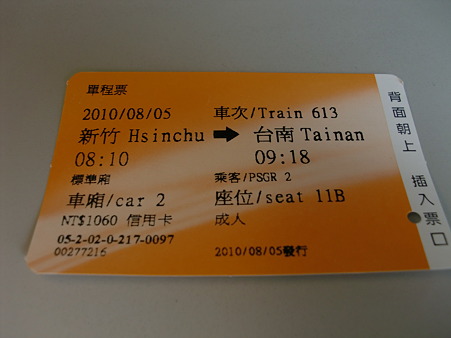 單程票
2010/08/05 車次/Train 613
新竹 Hsinchu ➡ 台南 Tainan
08:10 09:18
標準廂 乘客/PSGR 2
車廂/car 2 座位/seat 11B
NT$1060 信用卡 成人
05-2-02-0-217-0097
00277216 2010/08/05發行
背面朝上 插入票口